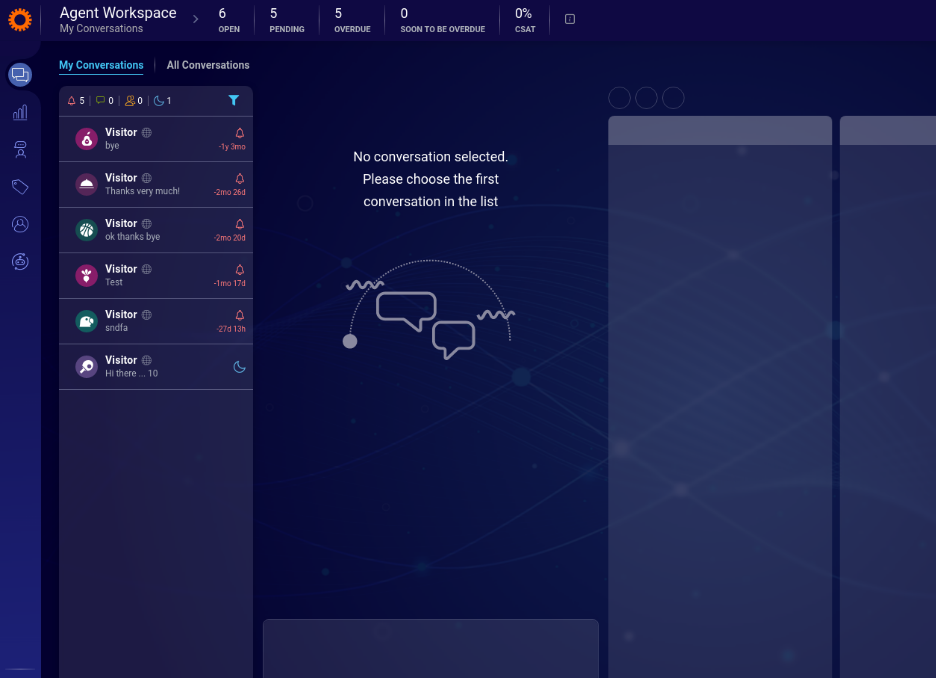 Agent Workspace
My Conversations
6
OPEN
5
PENDING
5
OVERDUE
0
SOON TO BE OVERDUE
0%
CSAT
My Conversations
All Conversations
5 0 0 1
Visitor
bye
-1y 3mo
Visitor
Thanks very much!
-2mo 26d
Visitor
ok thanks bye
-2mo 20d
Visitor
Test
-1mo 17d
Visitor
sndfa
-27d 13h
Visitor
Hi there ... 10
No conversation selected.
Please choose the first
conversation in the list